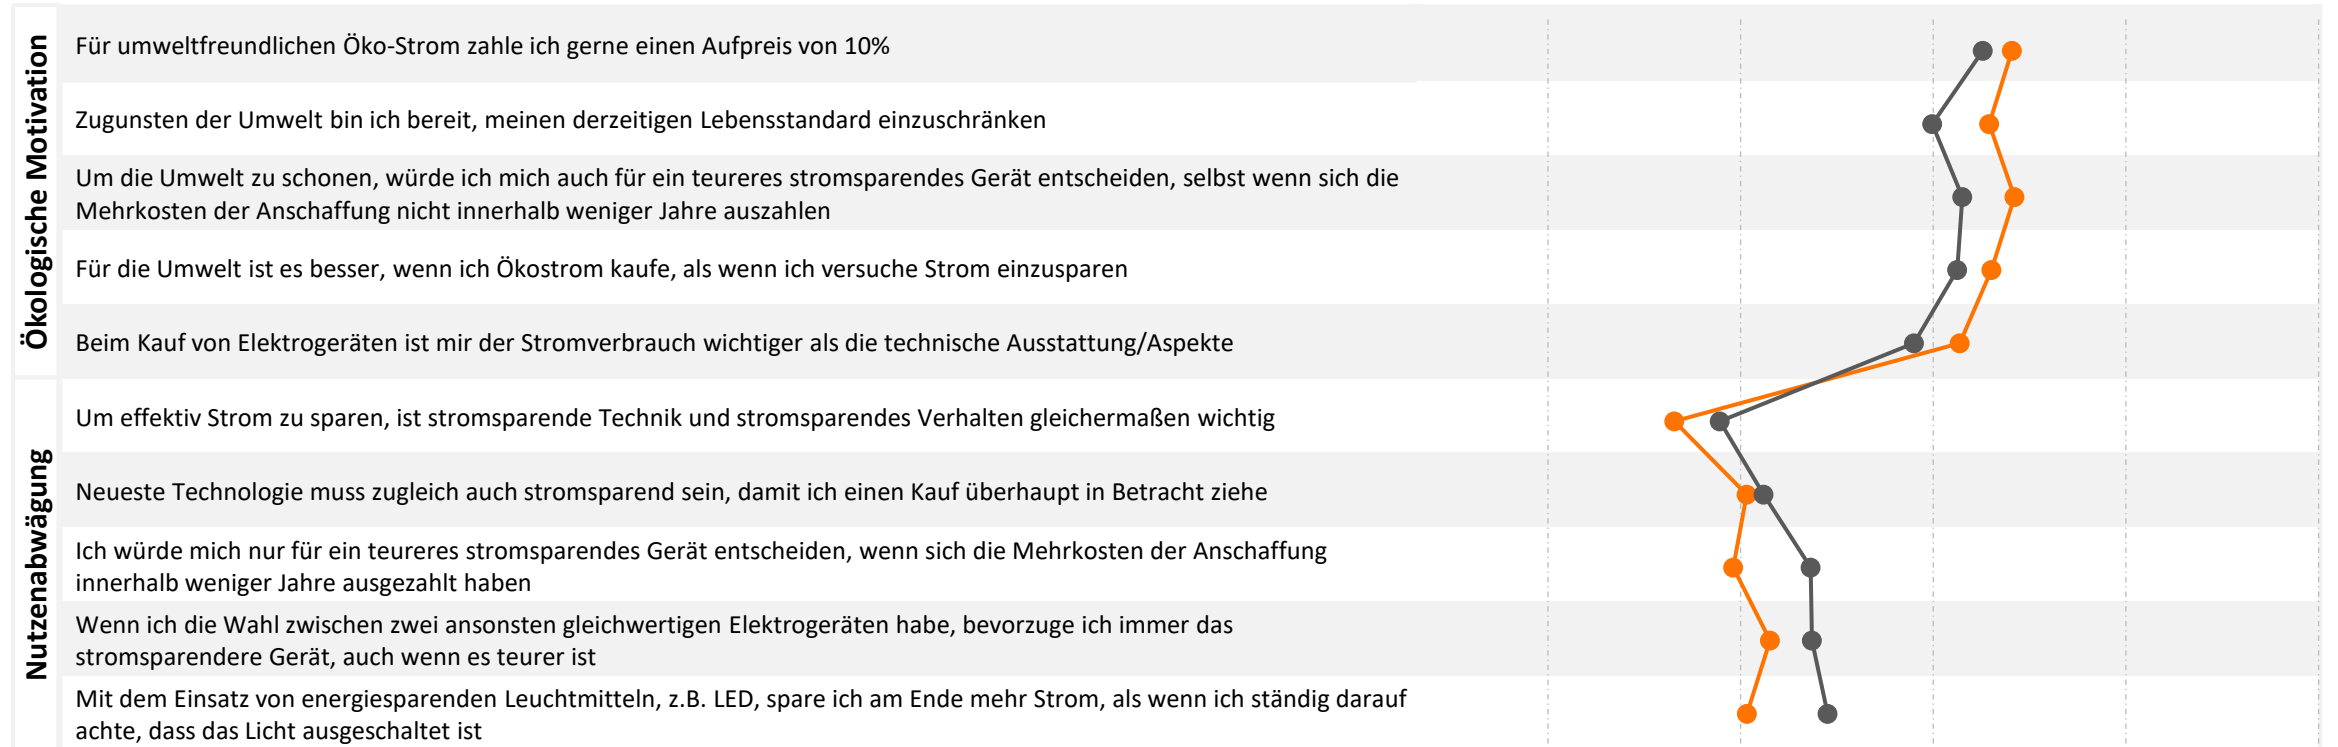 Ökologische Motivation
Für umweltfreundlichen Öko-Strom zahle ich gerne einen Aufpreis von 10%
Zugunsten der Umwelt bin ich bereit, meinen derzeitigen Lebensstandard einzuschränken
Um die Umwelt zu schonen, würde ich mich auch für ein teureres stromsparendes Gerät entscheiden, selbst wenn sich die
Mehrkosten der Anschaffung nicht innerhalb weniger Jahre auszahlen
Für die Umwelt ist es besser, wenn ich Ökostrom kaufe, als wenn ich versuche Strom einzusparen
Beim Kauf von Elektrogeräten ist mir der Stromverbrauch wichtiger als die technische Ausstattung/Aspekte
Nutzenabwägung
Um effektiv Strom zu sparen, ist stromsparende Technik und stromsparendes Verhalten gleichermaßen wichtig
Neueste Technologie muss zugleich auch stromsparend sein, damit ich einen Kauf überhaupt in Betracht ziehe
Ich würde mich nur für ein teureres stromsparendes Gerät entscheiden, wenn sich die Mehrkosten der Anschaffung
innerhalb weniger Jahre ausgezahlt haben
Wenn ich die Wahl zwischen zwei ansonsten gleichwertigen Elektrogeräten habe, bevorzuge ich immer das
stromsparendere Gerät, auch wenn es teurer ist
Mit dem Einsatz von energiesparenden Leuchtmitteln, z.B. LED, spare ich am Ende mehr Strom, als wenn ich ständig darauf
achte, dass das Licht ausgeschaltet ist